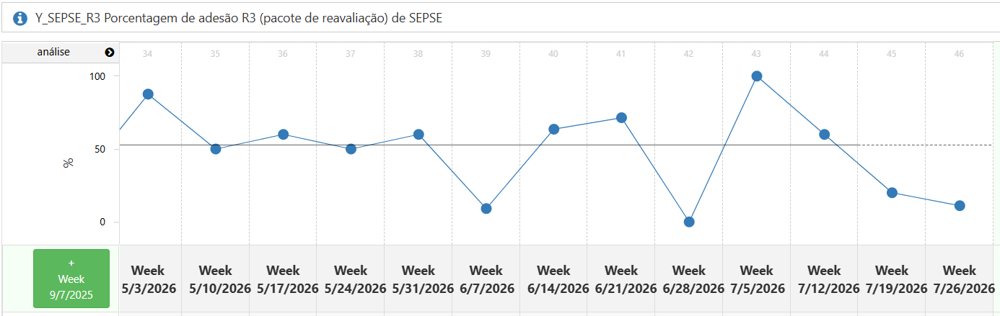 Y_SEPSE_R3 Porcentagem de adesão R3 (pacote de reavaliação) de SEPSE
análise
34 35 36 37 38 39 40 41 42 43 44 45 46
100
50
%
0
+
Week
9/7/2025
Week Week Week Week Week Week Week Week Week Week Week Week Week
5/3/2026 5/10/2026 5/17/2026 5/24/2026 5/31/2026 6/7/2026 6/14/2026 6/21/2026 6/28/2026 7/5/2026 7/12/2026 7/19/2026 7/26/2026